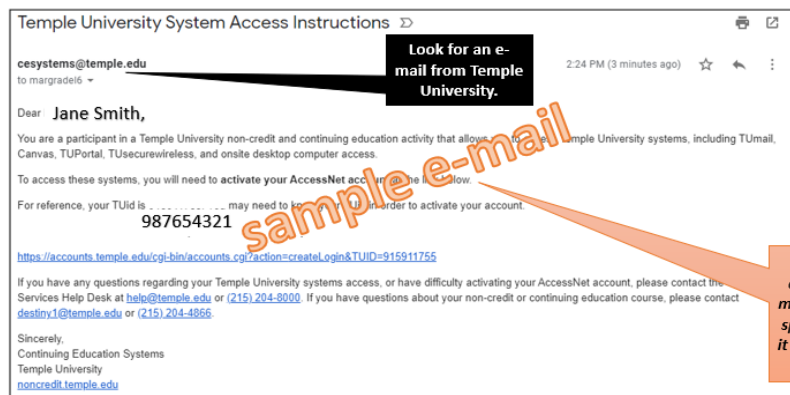 Temple University System Access Instructions
cesystems@temple.edu
Look for an e-
mail from Temple
University.
2:24 PM (3 minutes ago)
to margradel6
Dear Jane Smith,
You are a participant in a Temple University non-credit and continuing education activity that allows to Temple University systems, including TUmail,
Canvas, TUPortal, TUsecurewireless, and onsite desktop computer access.
To access these systems, you will need to activate your AccessNet account the below.
For reference, your TUid is may need to in order to activate your account.
987654321
sample e-mail
https://accounts.temple.edu/cgi-bin/accounts.cgi?action=createLogin&TUID=915911755
If you have any questions regarding your Temple University systems access, or have difficulty activating your AccessNet account, please contact the
Services Help Desk at help@temple.edu or (215) 204-8000. If you have questions about your non-credit or continuing education course, please contact
destiny1@temple.edu or (215) 204-4866.
it
Sincerely,
Continuing Education Systems
Temple University
noncredit.temple.edu